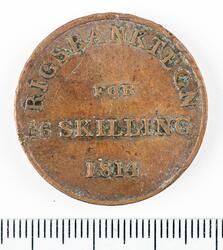 RIGSBANKTEGN
FOR
16 SKILLING
1814